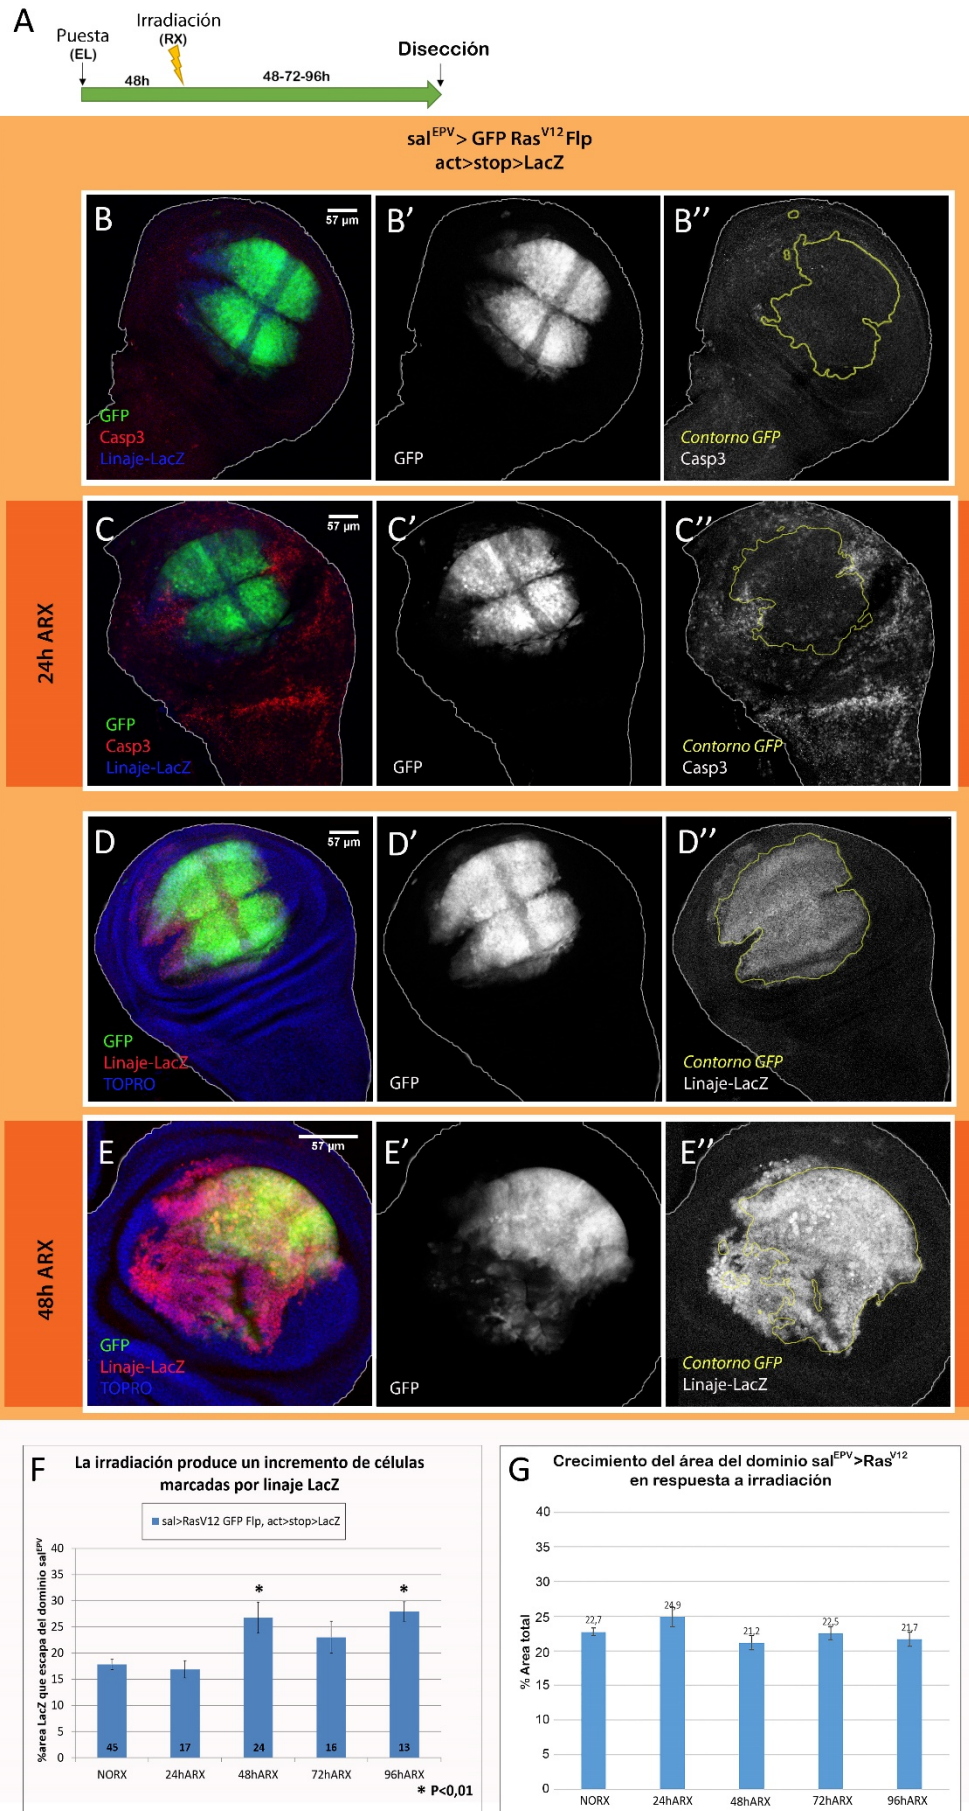 A
Puesta
(EL)
Irradiación
(RX)
Disección
48h
48-72-96h
sal^EPV > GFP Ras^V12 Flp
act>stop>LacZ
B
57 µm
GFP
Casp3
Linaje-LacZ
B'
GFP
B''
Contorno GFP
Casp3
24h ARX
C
57 µm
GFP
Casp3
Linaje-LacZ
C'
GFP
C''
Contorno GFP
Casp3
D
57 µm
GFP
Linaje-LacZ
TOPRO
D'
GFP
D''
Contorno GFP
Linaje-LacZ
48h ARX
E
57 µm
GFP
Linaje-LacZ
TOPRO
E'
GFP
E''
Contorno GFP
Linaje-LacZ
F
La irradiación produce un incremento de células
marcadas por linaje LacZ
sal>RasV12 GFP Flp, act>stop>LacZ
%area LacZ que escapa del dominio sal^EPV
40
35
30
25
20
15
10
5
0
* *
45 17 24 16 13
NORX 24hARX 48hARX 72hARX 96hARX
* P<0,01
G
Crecimiento del área del dominio sal^EPV>Ras^V12
en respuesta a irradiación
% Area total
40
35
30
25
20
15
10
5
0
22,7 24,9 21,2 22,5 21,7
NORX 24hARX 48hARX 72hARX 96hARX